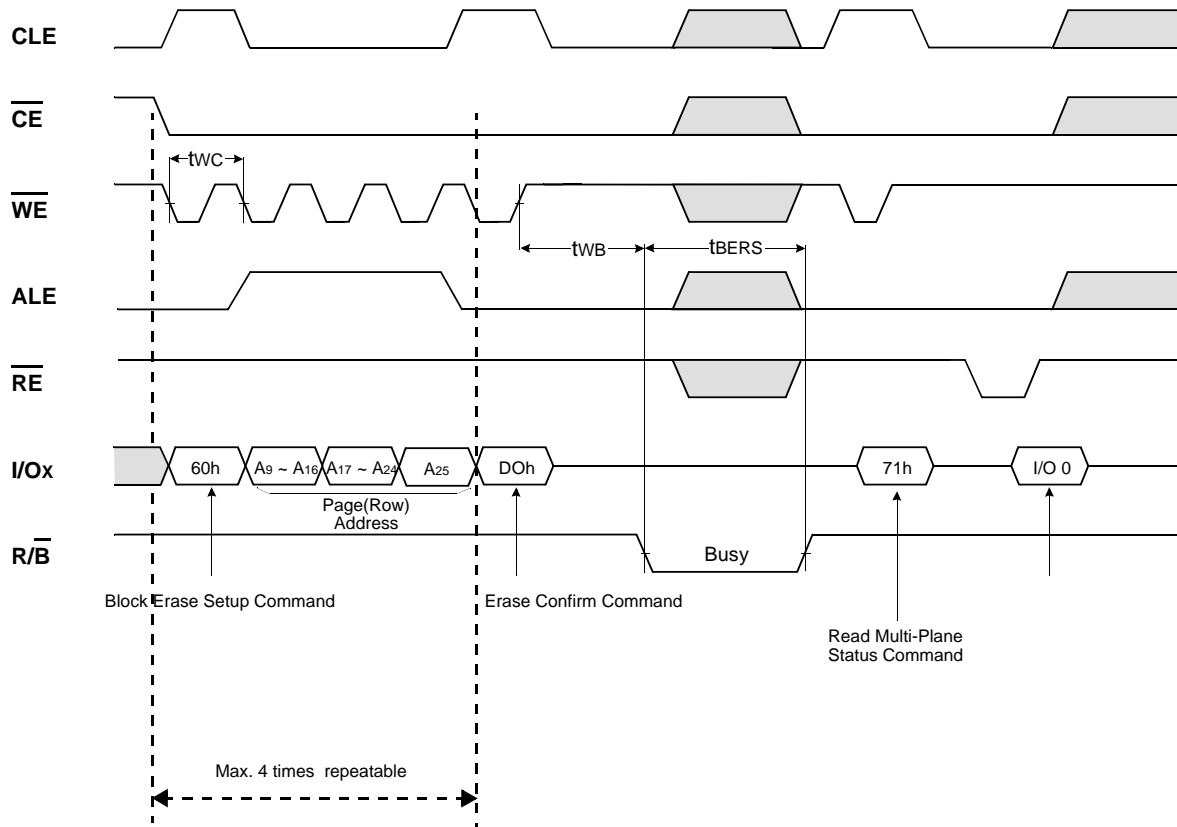 CLE
CE
tWC
WE
tWB
tBERS
ALE
RE
I/Ox
60h
A9 ~ A16
A17 ~ A24
A25
DOh
71h
I/O 0
Page(Row)
Address
R/B
Busy
Block Erase Setup Command
Erase Confirm Command
Read Multi-Plane
Status Command
Max. 4 times repeatable